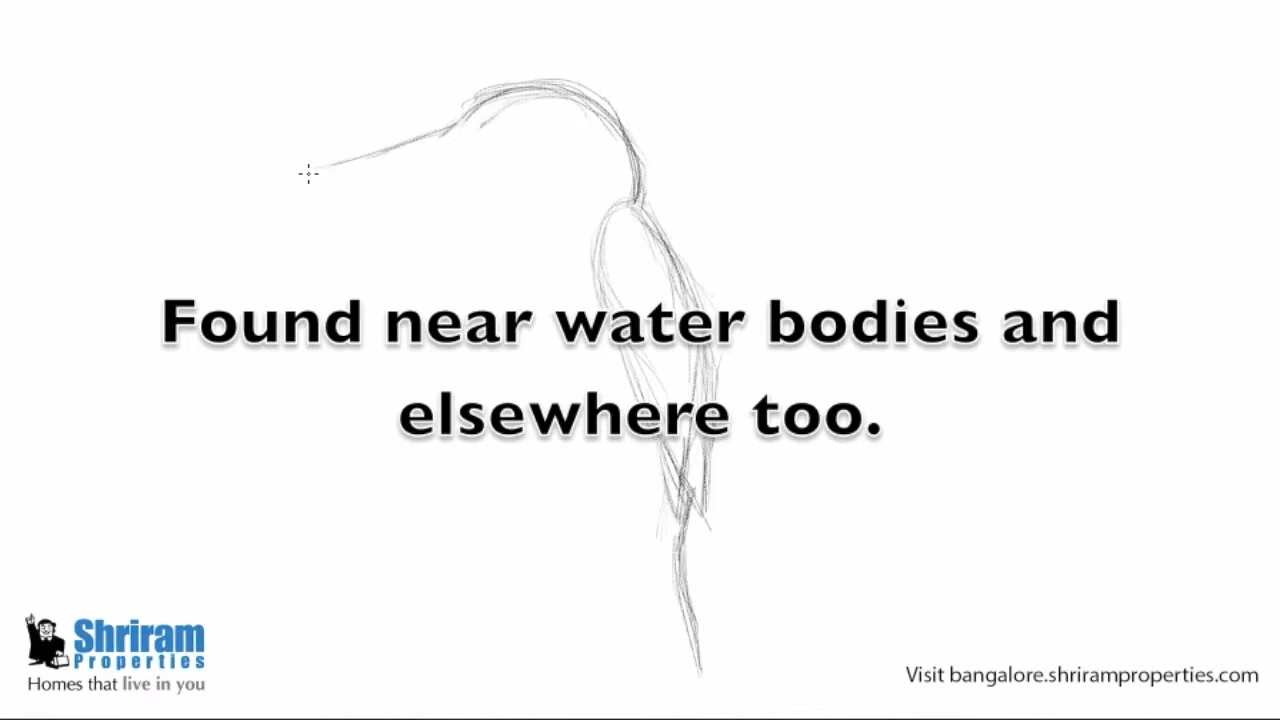 Found near water bodies and
elsewhere too.
Shriram
Properties
Homes that live in you
Visit bangalore.shriramproperties.com